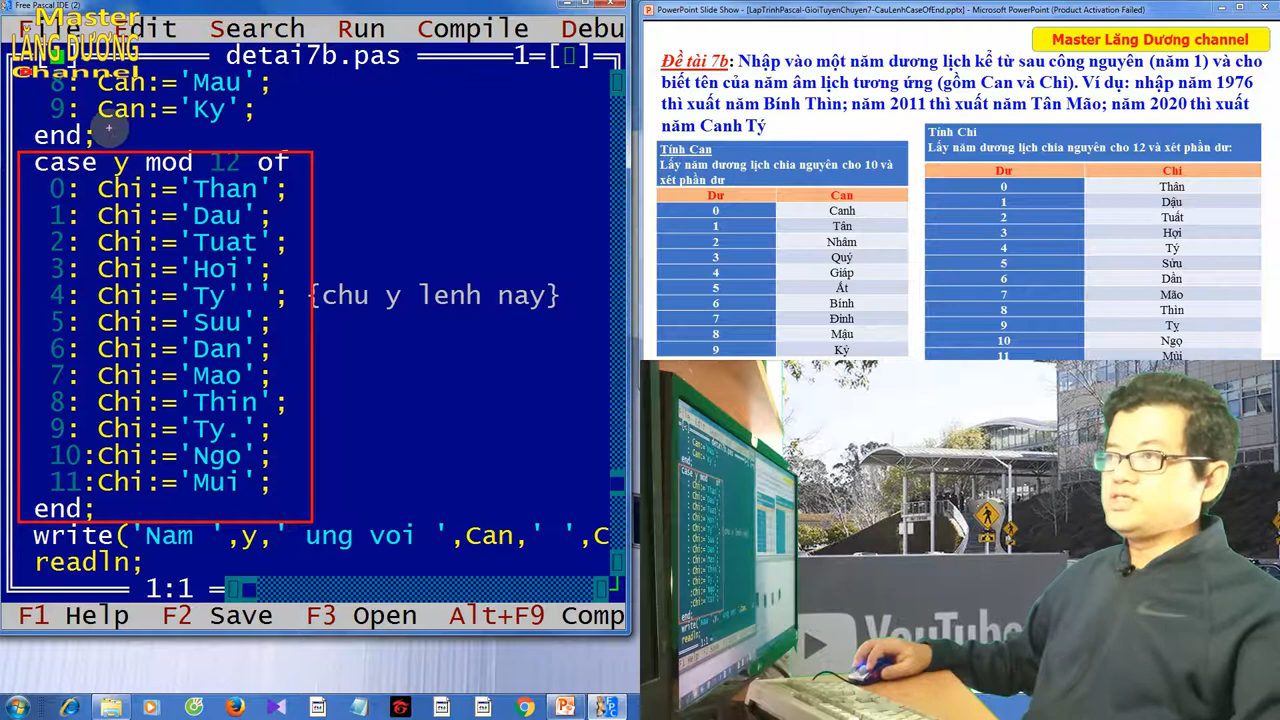 Free Pascal IDE (2)
Master
LĂNG DƯƠNG
Channel
Edit Search Run Compile Debu
detai7b.pas 1=[ ]
8: Can:='Mau';
9: Can:='Ky';
end;
case y mod 12 of
0: Chi:='Than';
1: Chi:='Dau';
2: Chi:='Tuat';
3: Chi:='Hoi';
4: Chi:='Ty'''; {chu y lenh nay}
5: Chi:='Suu';
6: Chi:='Dan';
7: Chi:='Mao';
8: Chi:='Thin';
9: Chi:='Ty.';
10:Chi:='Ngo';
11:Chi:='Mui';
end;
write('Nam ',y,' ung voi ',Can,' ',C
readln;
1:1
F1 Help F2 Save F3 Open Alt+F9 Comp
PowerPoint Slide Show - [LapTrinhPascal-GioiTuyenChuyen7-CauLenhCaseOfEnd.pptx] - Microsoft PowerPoint (Product Activation Failed)
Master Lăng Dương channel
Đề tài 7b: Nhập vào một năm dương lịch kể từ sau công nguyên (năm 1) và cho
biết tên của năm âm lịch tương ứng (gồm Can và Chi). Ví dụ: nhập năm 1976
thì xuất năm Bính Thìn; năm 2011 thì xuất năm Tân Mão; năm 2020 thì xuất
năm Canh Tý
Tính Can
Lấy năm dương lịch chia nguyên cho 10 và
xét phần dư
Dư Can
0 Canh
1 Tân
2 Nhâm
3 Quý
4 Giáp
5 Ất
6 Bính
7 Đinh
8 Mậu
9 Kỷ
Tính Chi
Lấy năm dương lịch chia nguyên cho 12 và xét phần dư:
Dư Chi
0 Thân
1 Dậu
2 Tuất
3 Hợi
4 Tý
5 Sửu
6 Dần
7 Mão
8 Thìn
9 Tỵ
10 Ngọ
11 Mùi
YouTube